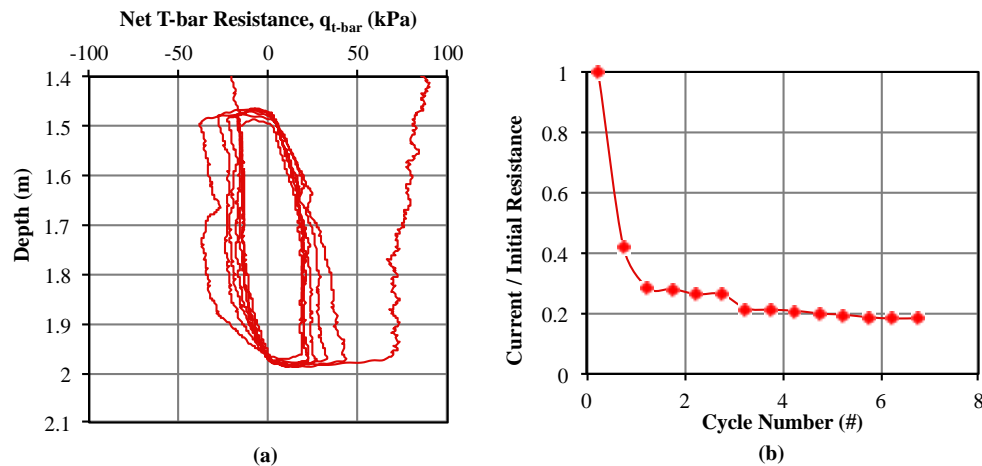 Net T-bar Resistance, qt-bar (kPa)
-100 -50 0 50 100
1.4
1.5
1.6
1.7
1.8
1.9
2
2.1
Depth (m)
(a)
1
0.8
0.6
0.4
0.2
0
Current / Initial Resistance
0 2 4 6 8
Cycle Number (#)
(b)